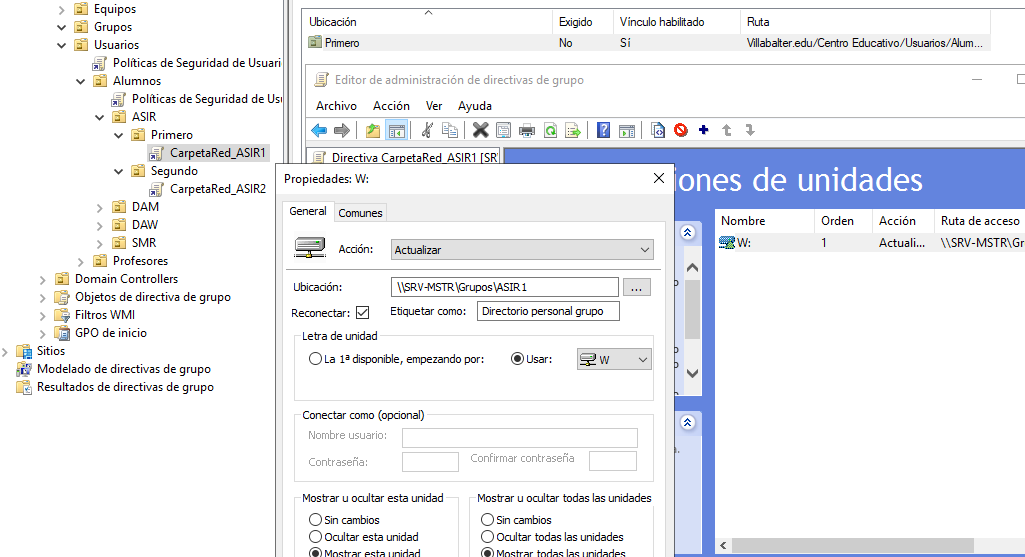 Equipos
Grupos
Usuarios
Políticas de Seguridad de Usuari
Alumnos
Políticas de Seguridad de Us
ASIR
Primero
CarpetaRed_ASIR1
Segundo
CarpetaRed_ASIR2
DAM
DAW
SMR
Profesores
Domain Controllers
Objetos de directiva de grupo
Filtros WMI
GPO de inicio
Sitios
Modelado de directivas de grupo
Resultados de directivas de grupo
Ubicación Exigido Vínculo habilitado Ruta
Primero No Sí Villabalter.edu/Centro Educativo/Usuarios/Alum...
Editor de administración de directivas de grupo
Archivo Acción Ver Ayuda
Directiva CarpetaRed_ASIR1 [SR
iones de unidades
Nombre Orden Acción Ruta de acceso
W: 1 Actuali... \\SRV-MSTR\Gr
Propiedades: W:
General Comunes
Acción: Actualizar
Ubicación: \\SRV-MSTR\Grupos\ASIR1 ...
Reconectar: Etiquetar como: Directorio personal grupo
Letra de unidad
La 1ª disponible, empezando por: Usar: W
Conectar como (opcional)
Nombre usuario:
Contraseña: Confirmar contraseña
Mostrar u ocultar esta unidad Mostrar u ocultar todas las unidades
Sin cambios Sin cambios
Ocultar esta unidad Ocultar todas las unidades
Mostrar esta unidad Mostrar todas las unidades